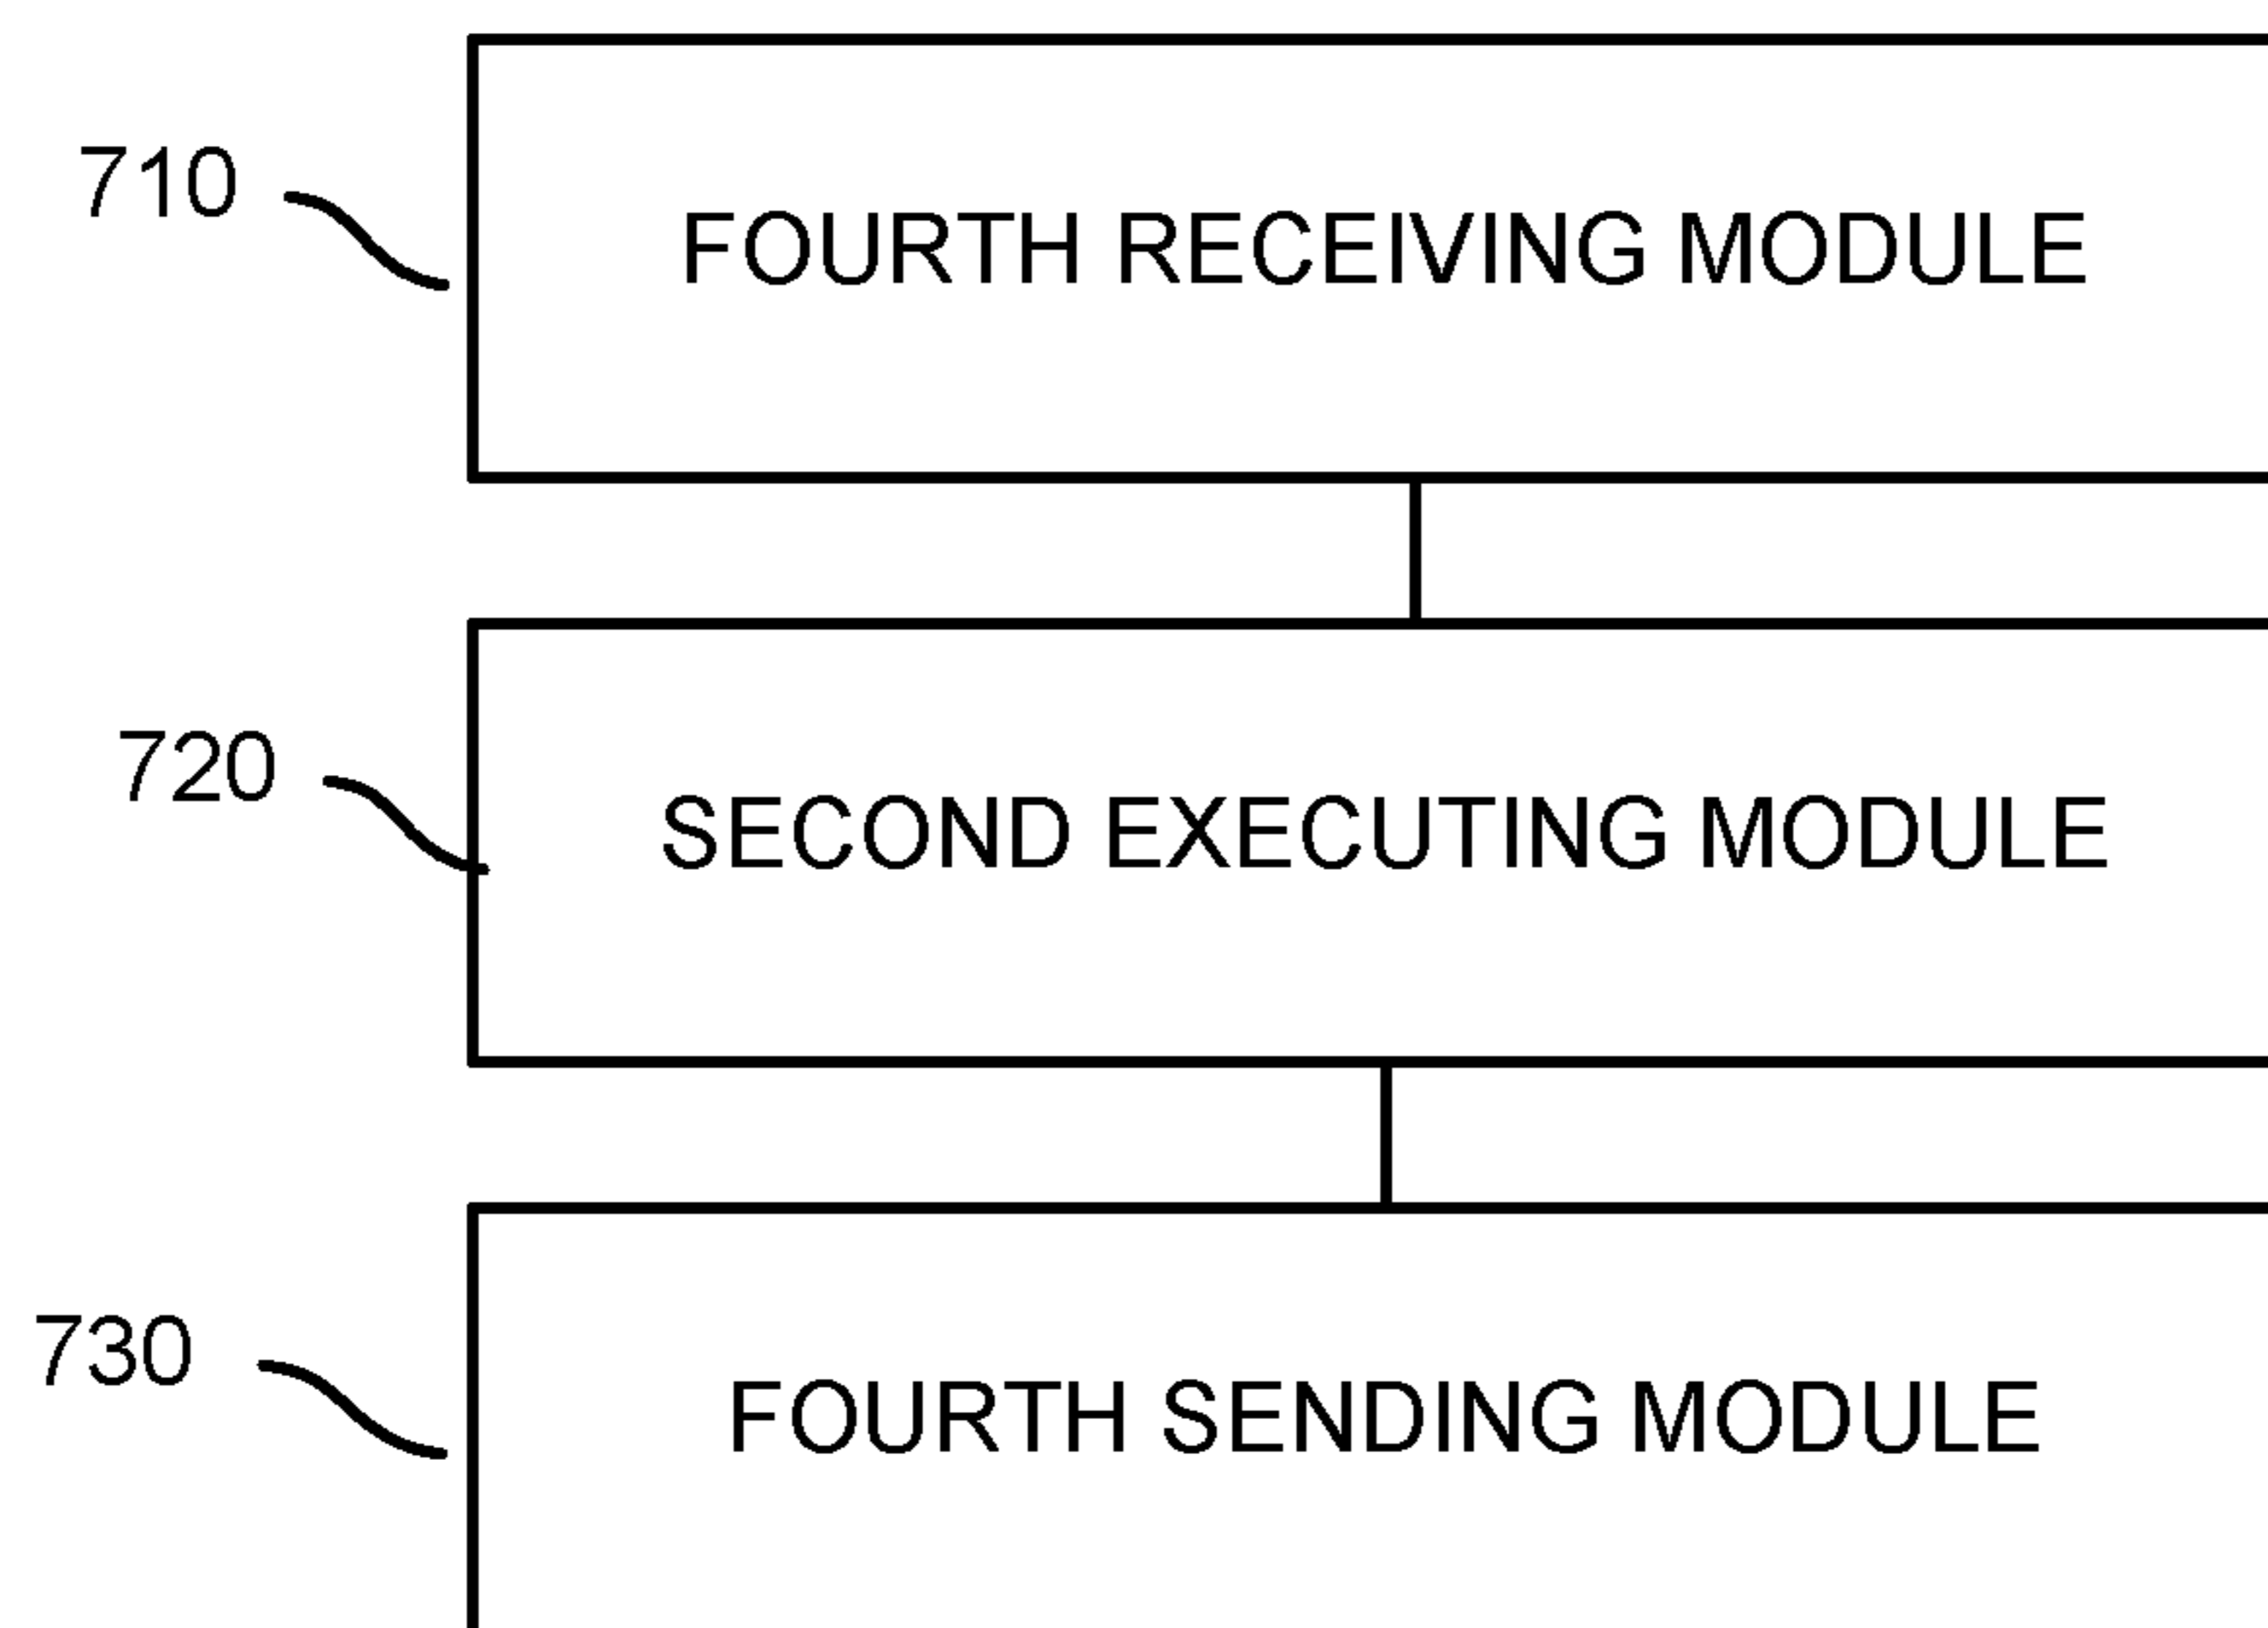 710
FOURTH RECEIVING MODULE
720
SECOND EXECUTING MODULE
730
FOURTH SENDING MODULE